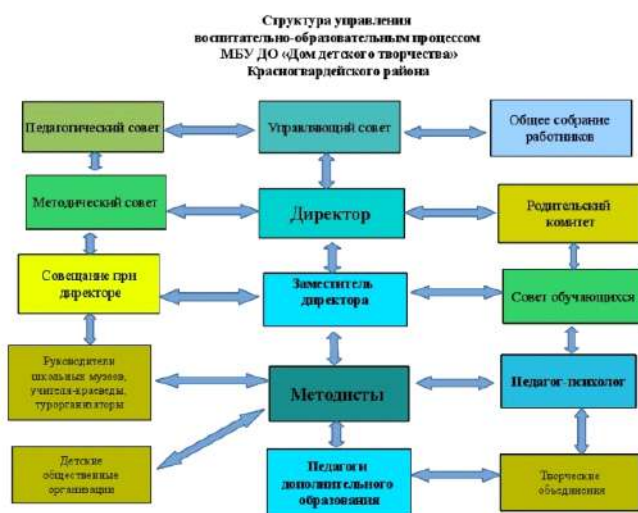 Структура управления
воспитательно-образовательным процессом
МБУ ДО «Дом детского творчества»
Красногвардейского района
Педагогический совет
Управляющий совет
Общее собрание
работников
Методический совет
Директор
Родительский
комитет
Совещание при
директоре
Заместитель
директора
Совет обучающихся
Руководители
школьных музеев,
учителя-краеведы,
турорганизаторы
Методисты
Педагог-психолог
Детские
общественные
организации
Педагоги
дополнительного
образования
Творческие
объединения